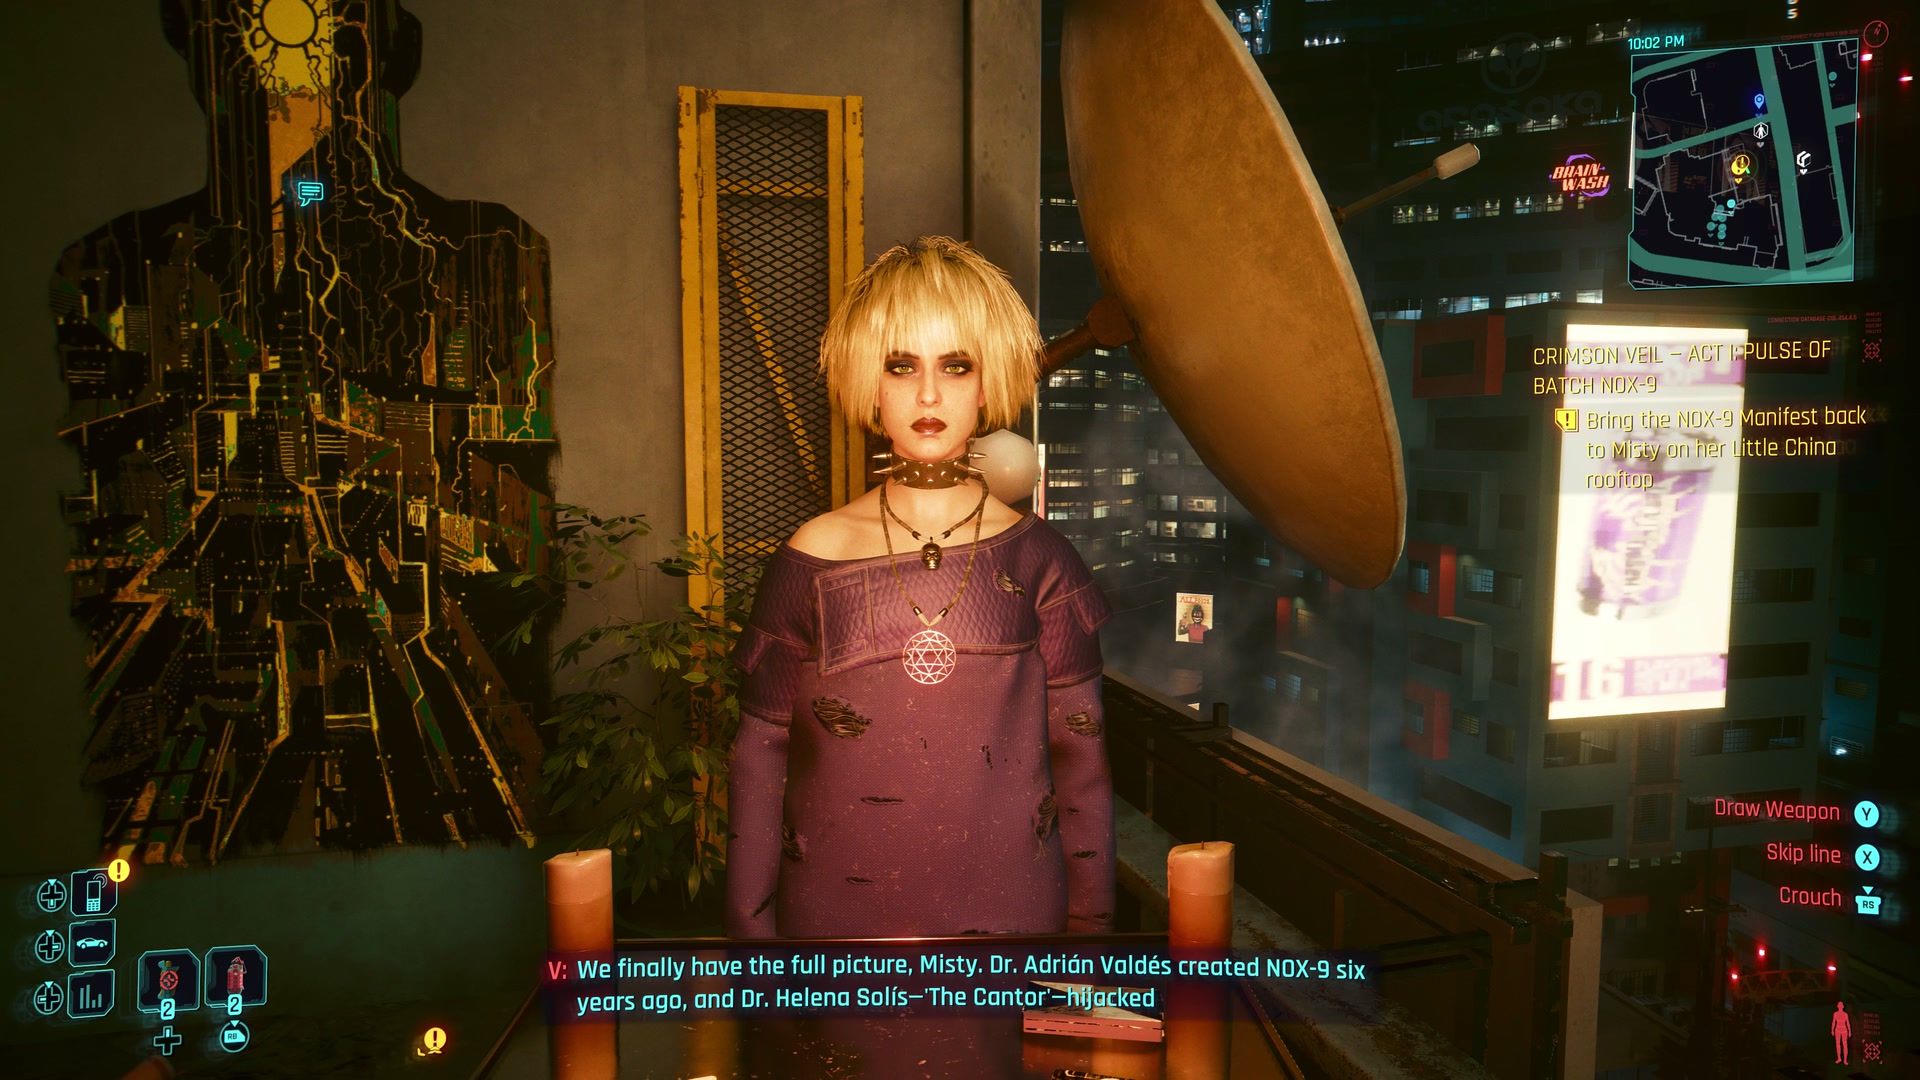 10:02 PM
arasaka
BRAIN
WASH
CRIMSON VEIL – ACT I: PULSE OF
BATCH NOX-9
Bring the NOX-9 Manifest back
to Misty on her Little China
rooftop
16
Draw Weapon Y
Skip line X
Crouch RS
2
2
RB
V: We finally have the full picture, Misty. Dr. Adrián Valdés created NOX-9 six
years ago, and Dr. Helena Solís—'The Cantor'—hijacked